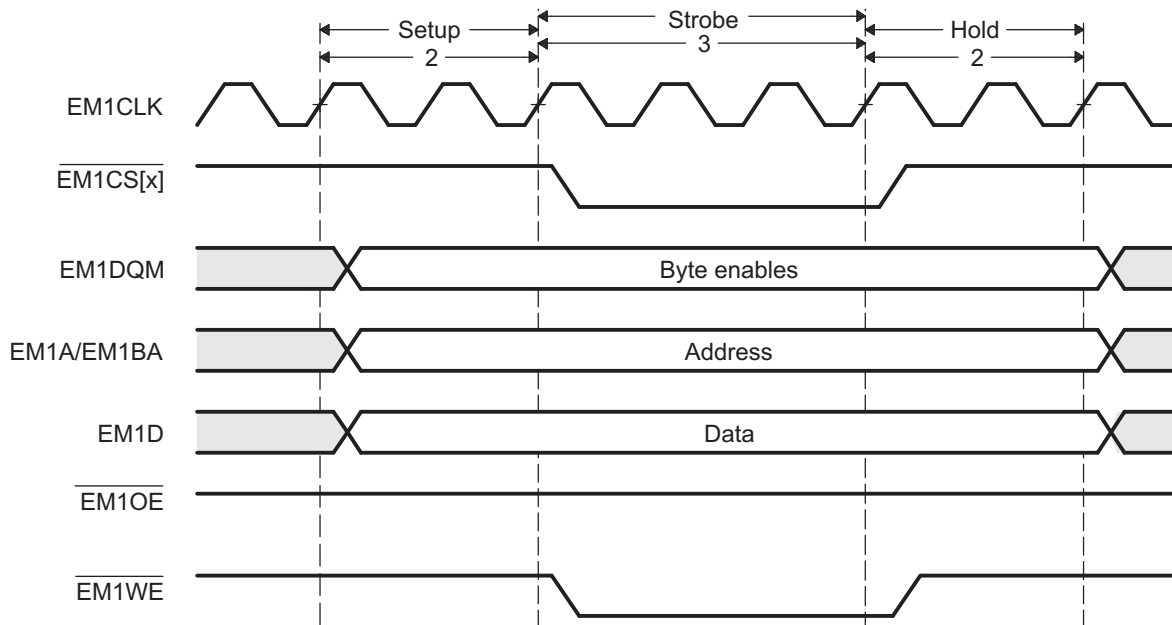 Setup
Strobe
Hold
2
3
2
EM1CLK
EM1CS[x]
EM1DQM
Byte enables
EM1A/EM1BA
Address
EM1D
Data
EM1OE
EM1WE